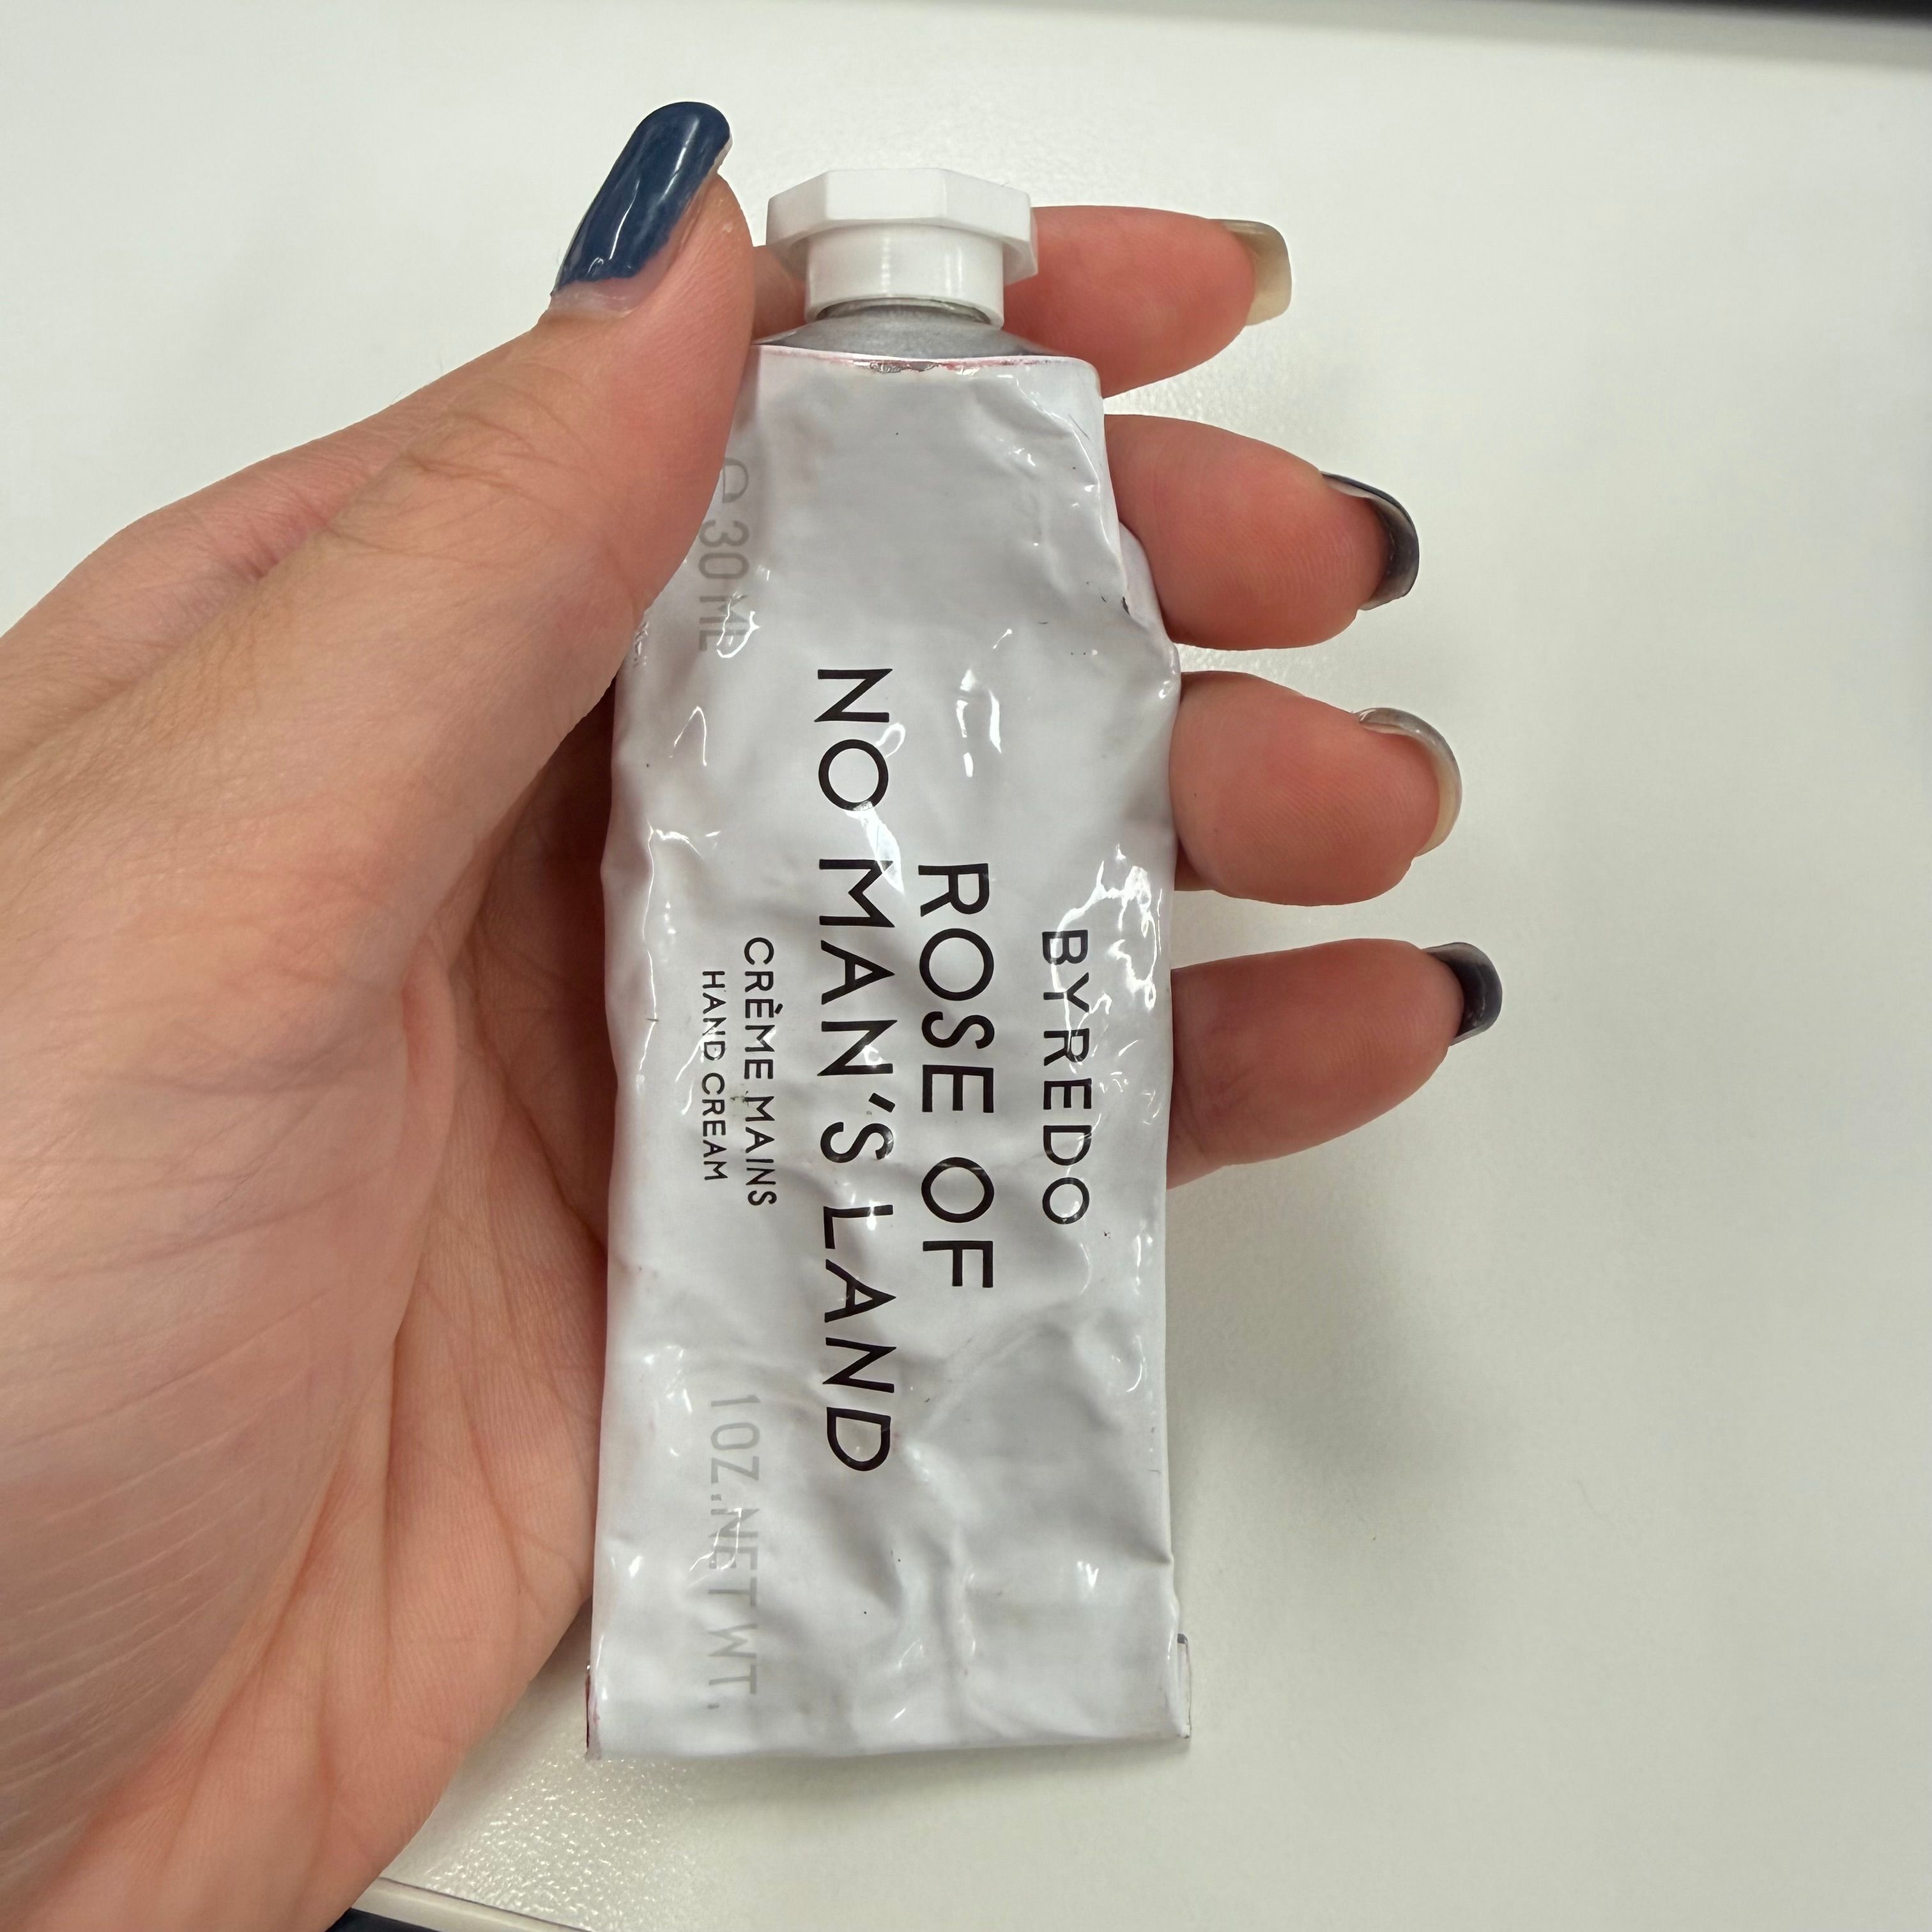 BYREDO
ROSE OF
NO MAN'S LAND
CRÈME MAINS
HAND CREAM
30 ML
1 OZ. NET WT.